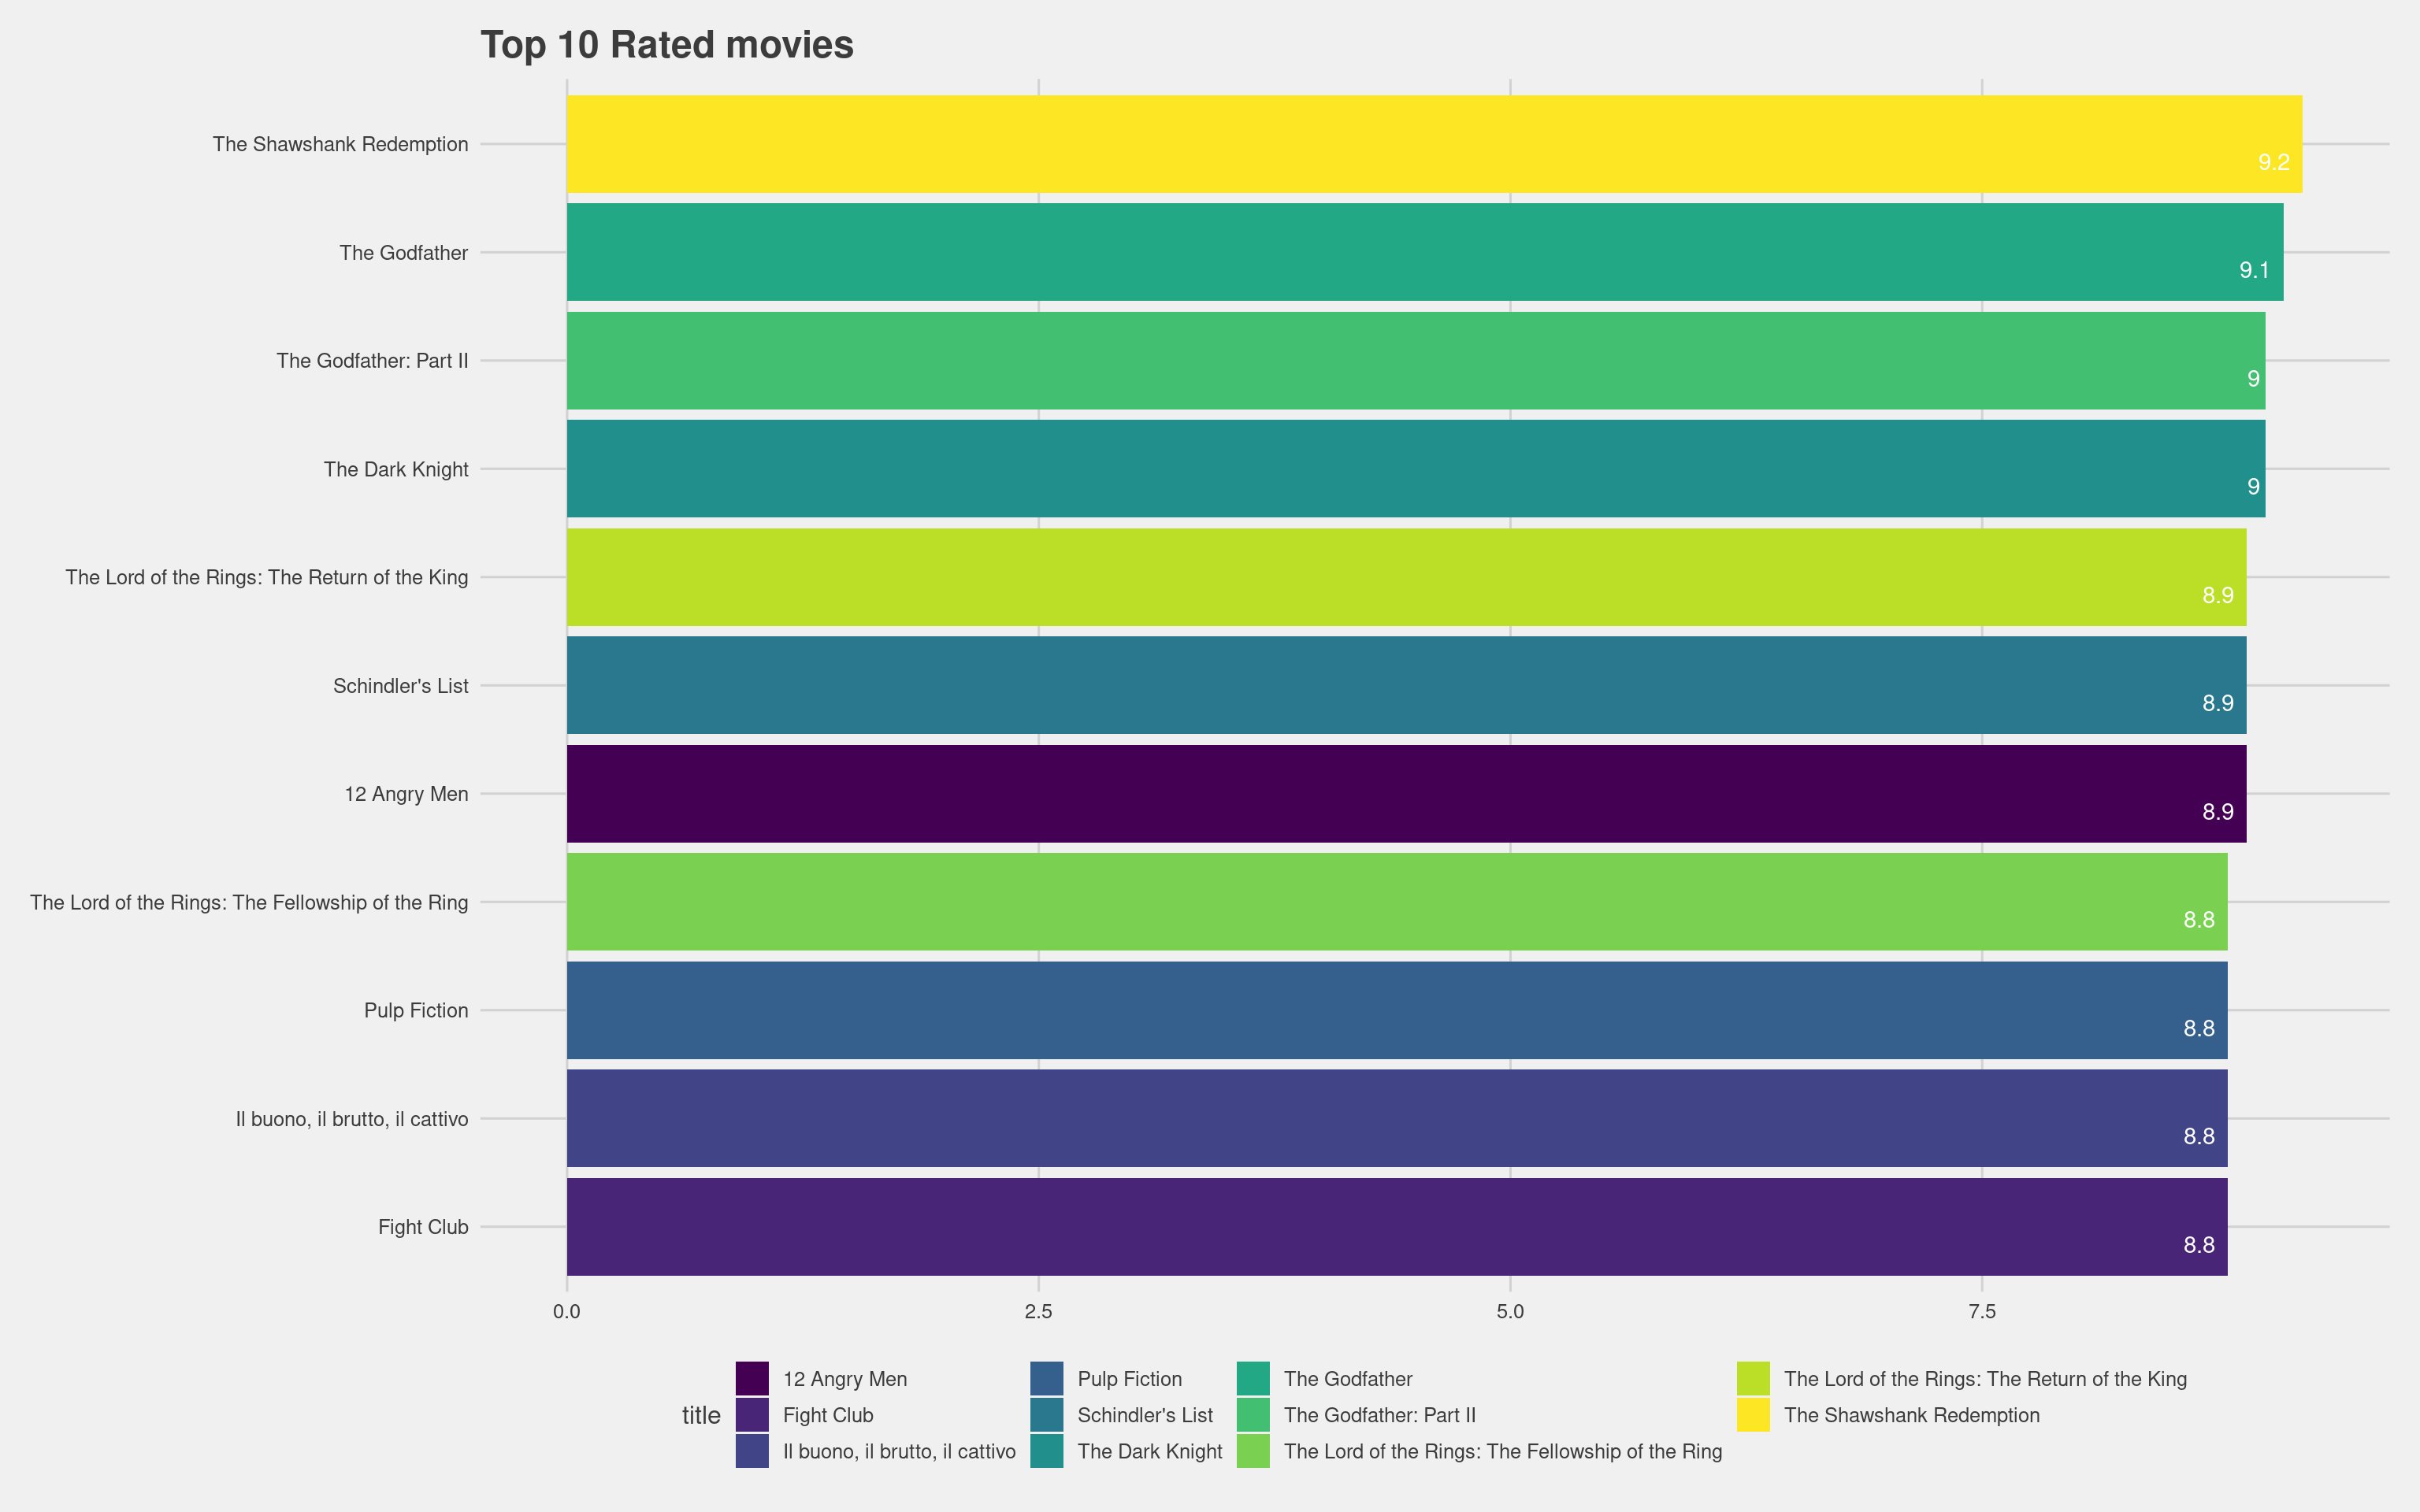 Top 10 Rated movies
The Shawshank Redemption
9.2
The Godfather
9.1
The Godfather: Part II
9
The Dark Knight
9
The Lord of the Rings: The Return of the King
8.9
Schindler's List
8.9
12 Angry Men
8.9
The Lord of the Rings: The Fellowship of the Ring
8.8
Pulp Fiction
8.8
Il buono, il brutto, il cattivo
8.8
Fight Club
8.8
0.0 2.5 5.0 7.5
title
12 Angry Men
Fight Club
Il buono, il brutto, il cattivo
Pulp Fiction
Schindler's List
The Dark Knight
The Godfather
The Godfather: Part II
The Lord of the Rings: The Fellowship of the Ring
The Lord of the Rings: The Return of the King
The Shawshank Redemption